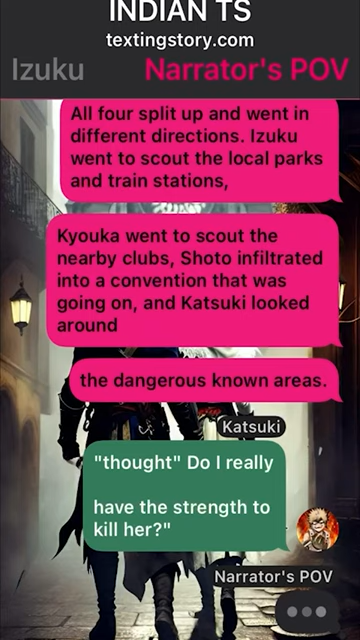 INDIAN TS
textingstory.com
Izuku
Narrator's POV
All four split up and went in
different directions. Izuku
went to scout the local parks
and train stations,
Kyouka went to scout the
nearby clubs, Shoto infiltrated
into a convention that was
going on, and Katsuki looked
around
the dangerous known areas.
Katsuki
"thought" Do I really
have the strength to
kill her?"
Narrator's POV